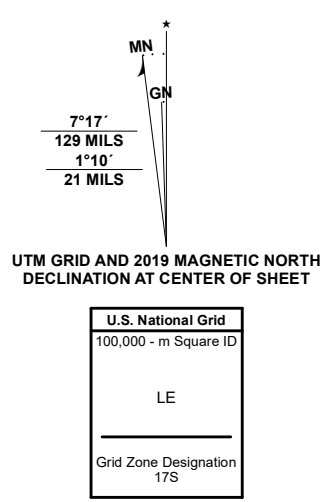 MN
GN
7°17´
129 MILS
1°10´
21 MILS
UTM GRID AND 2019 MAGNETIC NORTH
DECLINATION AT CENTER OF SHEET
U.S. National Grid
100,000 - m Square ID
LE
Grid Zone Designation
17S